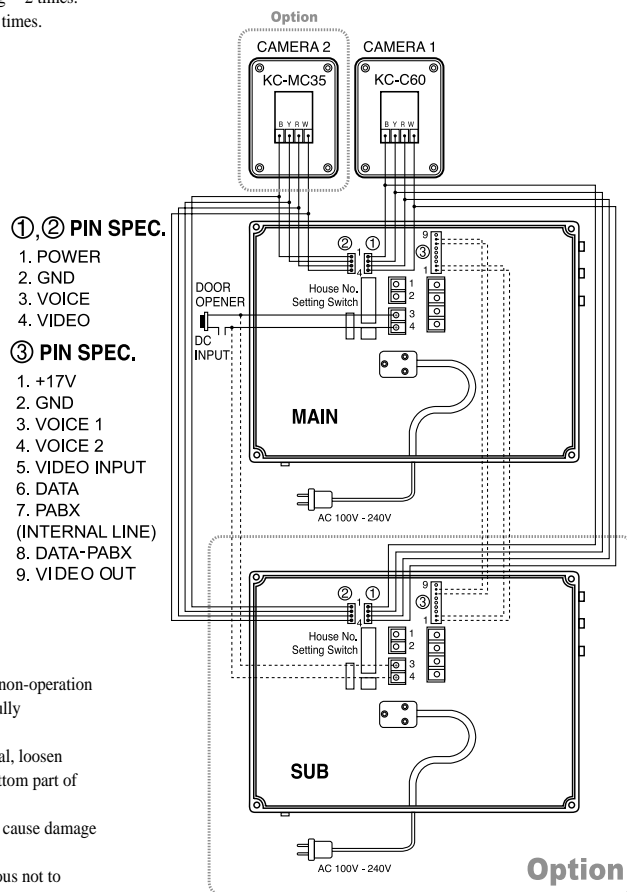 g 2 times.
times.
Option
CAMERA 2 CAMERA 1
KC-MC35 KC-C60
B Y R W B Y R W
①,② PIN SPEC.
1. POWER
2. GND
3. VOICE
4. VIDEO
③ PIN SPEC.
1. +17V
2. GND
3. VOICE 1
4. VOICE 2
5. VIDEO INPUT
6. DATA
7. PABX
(INTERNAL LINE)
8. DATA-PABX
9. VIDEO OUT
② ① ③
1
4
9
1
House No.
Setting Switch
1
2
3
4
DOOR
OPENER
DC
INPUT
MAIN
AC 100V - 240V
② ① ③
1
4
9
1
House No.
Setting Switch
1
2
3
4
SUB
AC 100V - 240V
Option
non-operation
ully
al, loosen
ttom part of
cause damage
ous not to